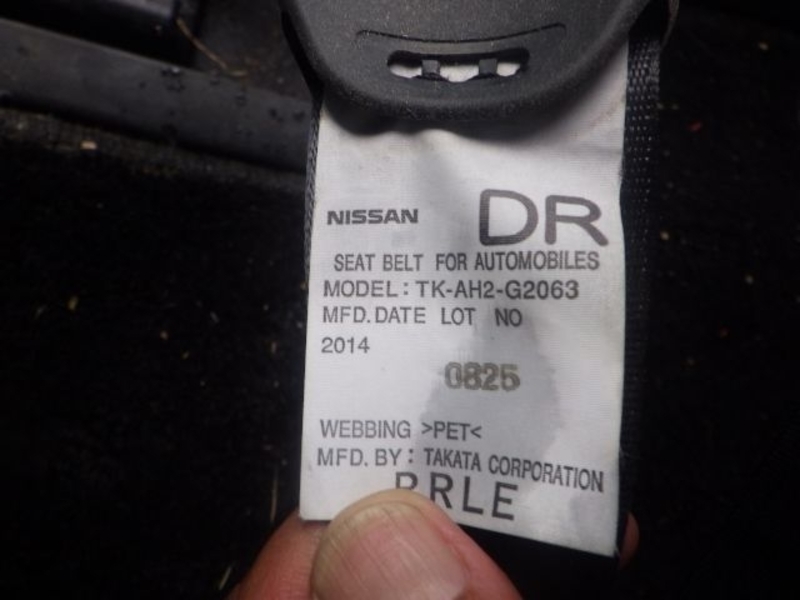 NISSAN DR
SEAT BELT FOR AUTOMOBILES
MODEL: TK-AH2-G2063
MFD. DATE LOT NO
2014
0825
WEBBING >PET<
MFD. BY: TAKATA CORPORATION
RRLE